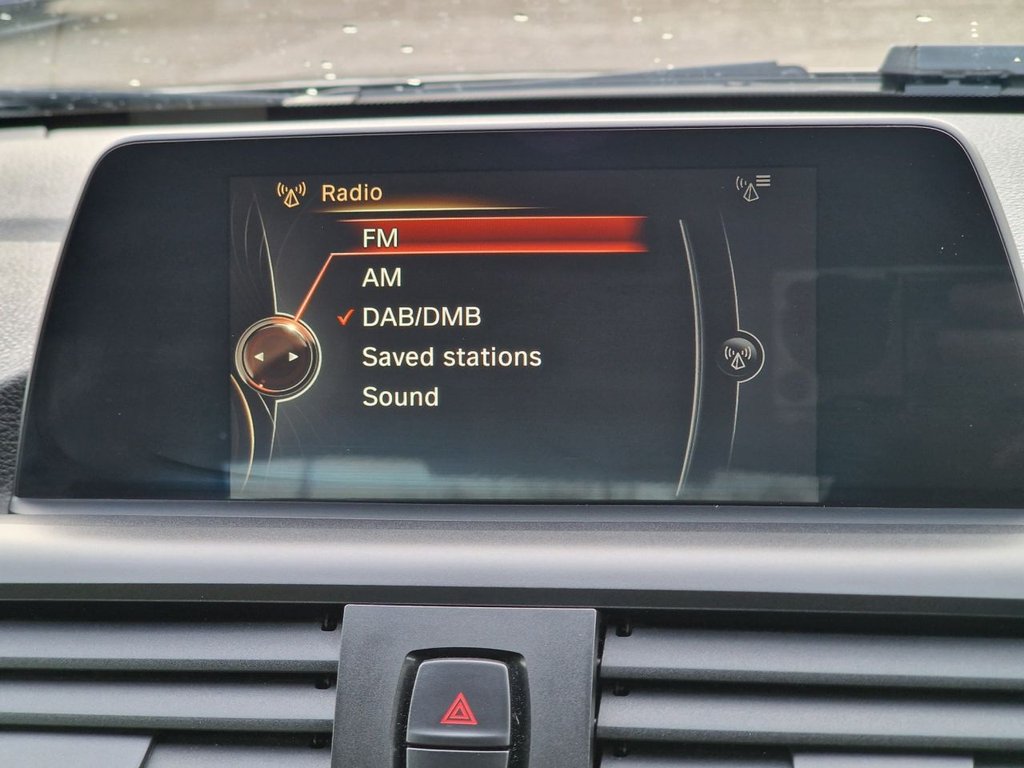 Radio
FM
AM
DAB/DMB
Saved stations
Sound